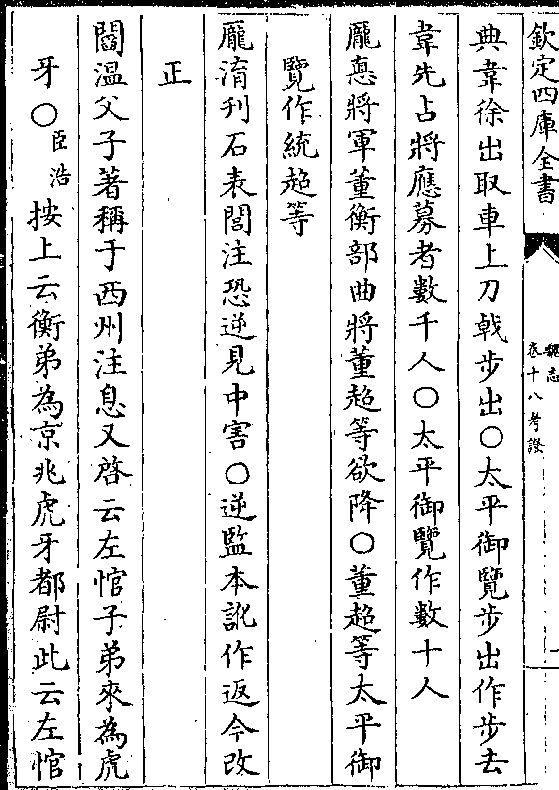 欽定四庫全書
魏志
卷十八考證
典韋徐出取車上刀戟步出○太平御覽步出作步去
韋先占將應募者數千人○太平御覽作數十人
龐悳將軍董衡部曲將董超等欲降○董超等太平御
覽作統超等
龐淯刋石表閭注恐逆見中害○逆監本訛作返今改
正
閻溫父子著稱于西州注息又啓云左悺子弟來為虎
牙○臣浩按上云衡弟為京兆虎牙都尉此云左悺